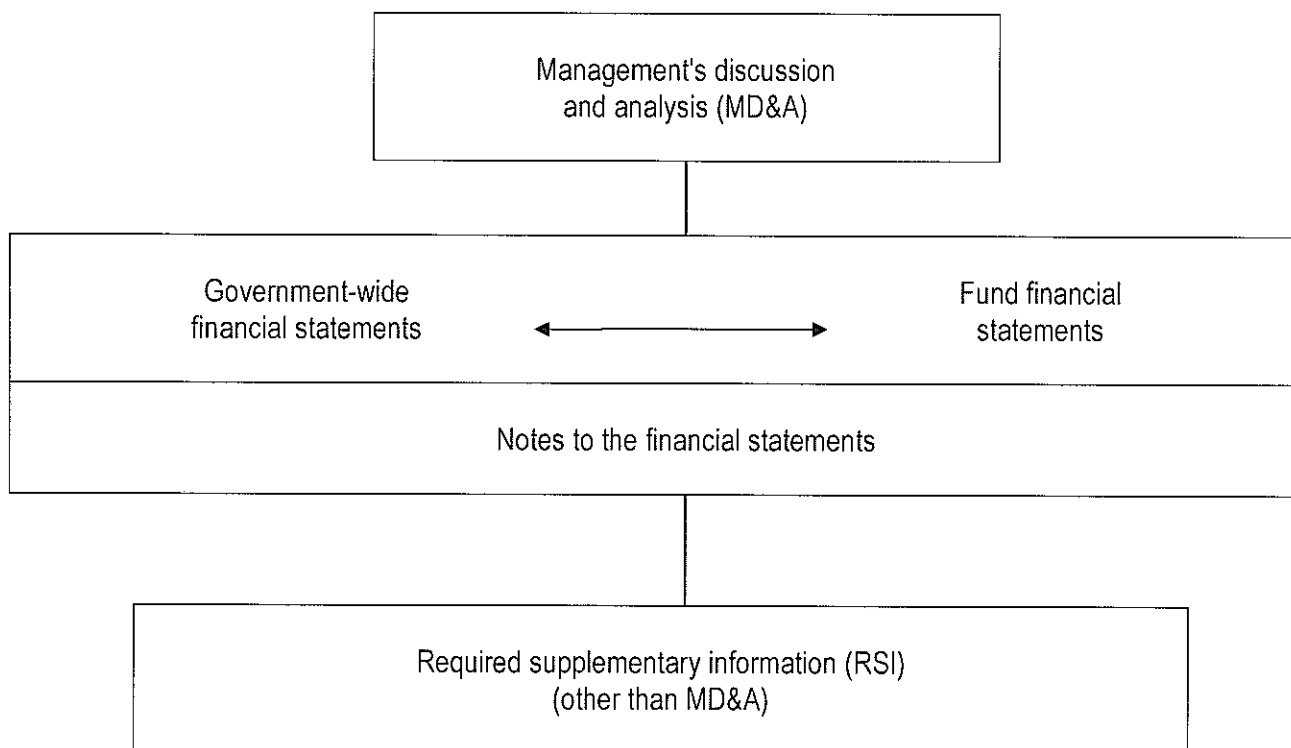 Management's discussion
and analysis (MD&A)
Government-wide
financial statements
Fund financial
statements
Notes to the financial statements
Required supplementary information (RSI)
(other than MD&A)